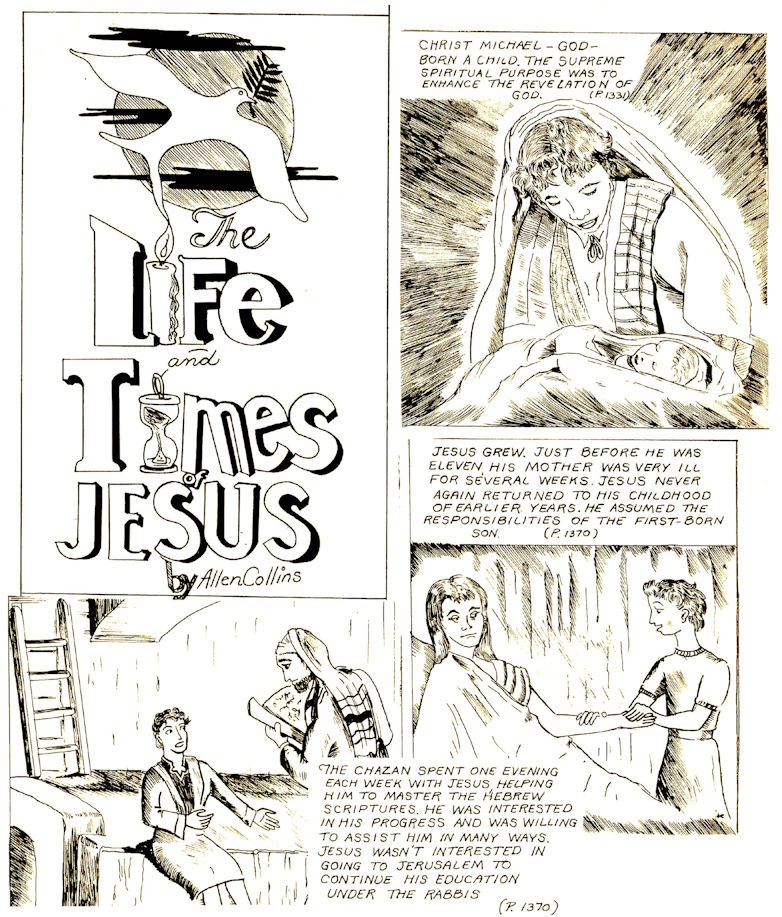 The
Life
and
Times
of
JESUS
by Allen Collins
CHRIST MICHAEL – GOD –
BORN A CHILD. THE SUPREME
SPIRITUAL PURPOSE WAS TO
ENHANCE THE REVELATION OF
GOD. (P. 1331)
JESUS GREW. JUST BEFORE HE WAS
ELEVEN HIS MOTHER WAS VERY ILL
FOR SEVERAL WEEKS. JESUS NEVER
AGAIN RETURNED TO HIS CHILDHOOD
OF EARLIER YEARS. HE ASSUMED THE
RESPONSIBILITIES OF THE FIRST-BORN
SON. (P. 1370)
THE CHAZAN SPENT ONE EVENING
EACH WEEK WITH JESUS HELPING
HIM TO MASTER THE HEBREW
SCRIPTURES. HE WAS INTERESTED
IN HIS PROGRESS AND WAS WILLING
TO ASSIST HIM IN MANY WAYS.
JESUS WASN'T INTERESTED IN
GOING TO JERUSALEM TO
CONTINUE HIS EDUCATION
UNDER THE RABBIS
(P. 1370)